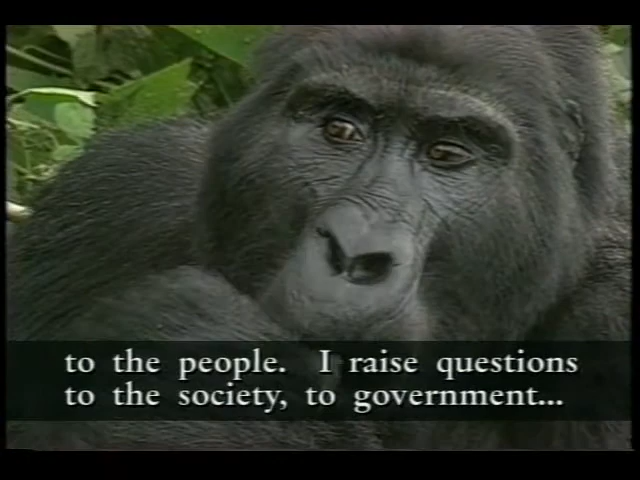 to the people. I raise questions
to the society, to government...